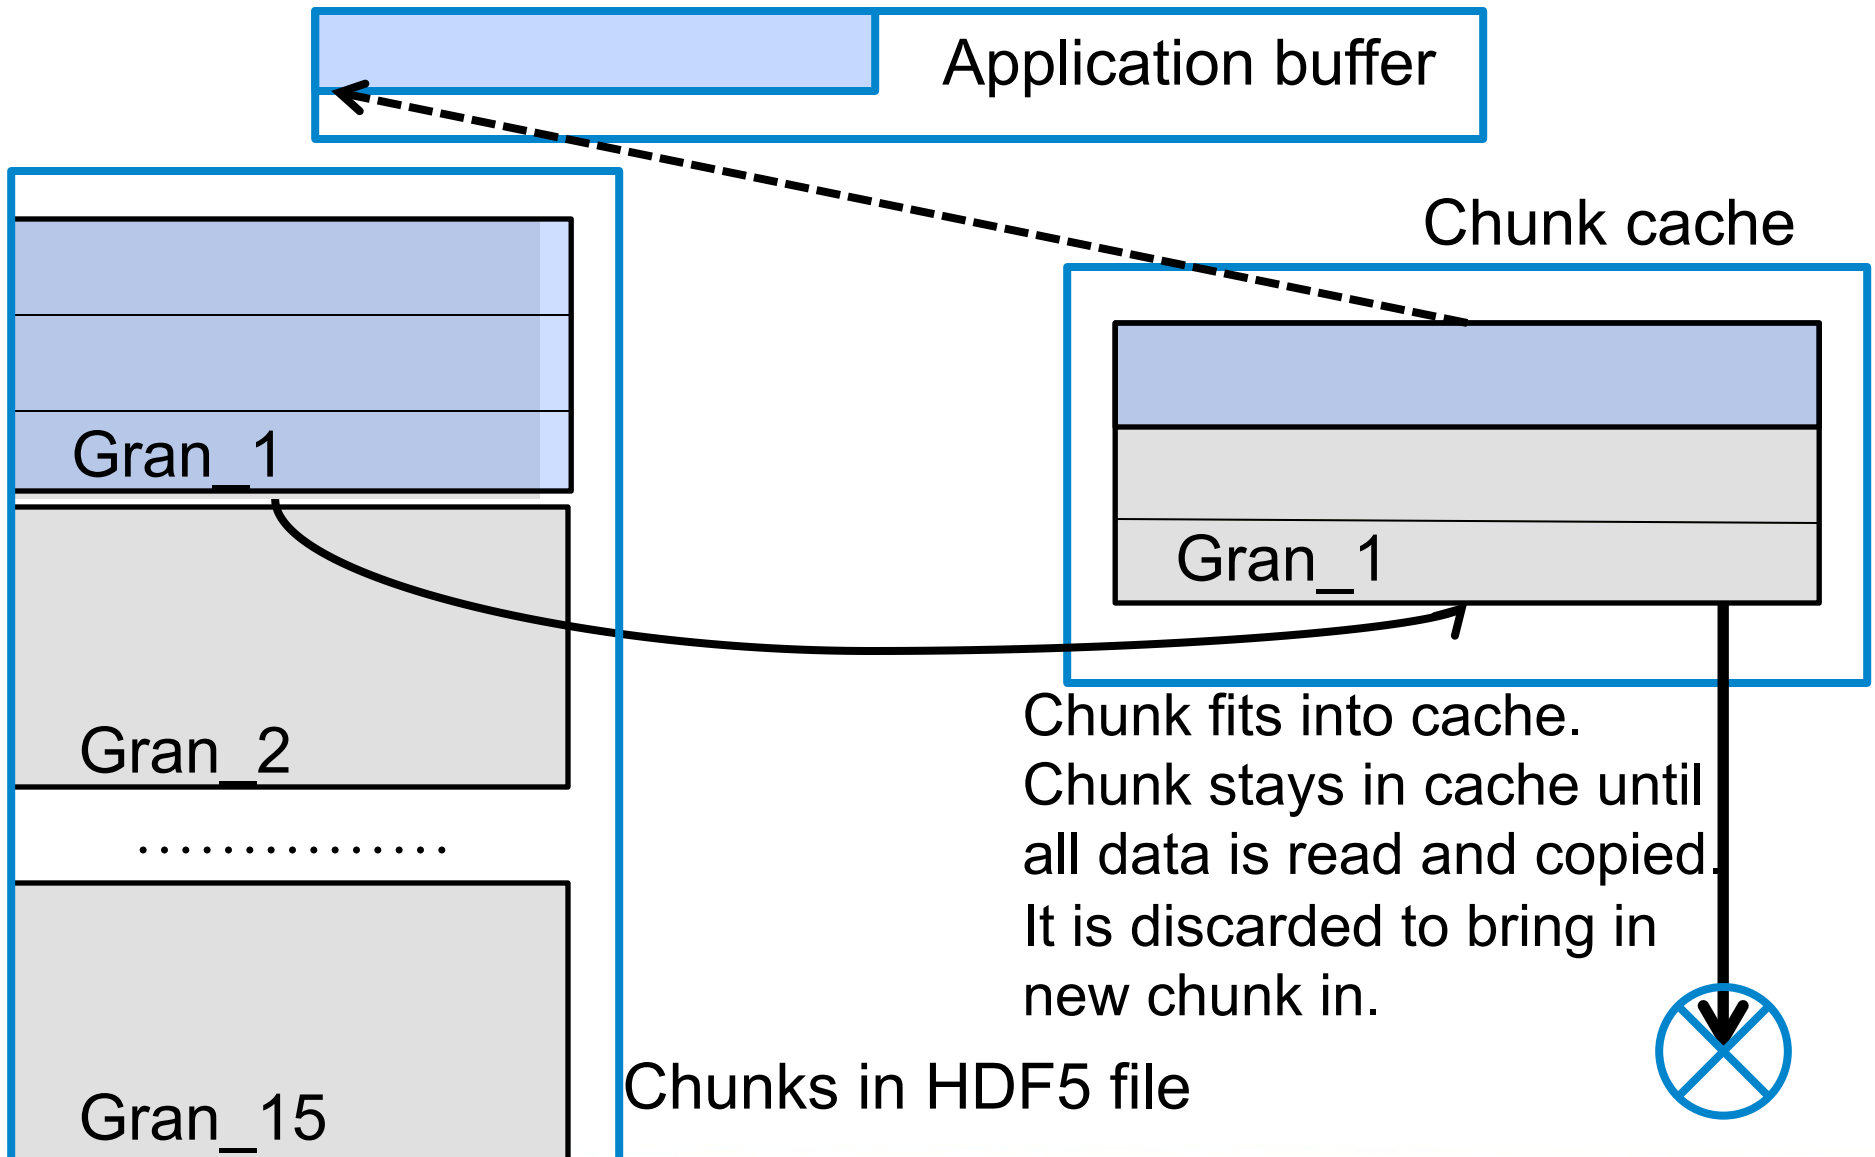 Application buffer
Chunk cache
Gran_1
Gran_1
Gran_2
Chunk fits into cache.
Chunk stays in cache until
all data is read and copied.
It is discarded to bring in
new chunk in.
...............
Chunks in HDF5 file
Gran_15